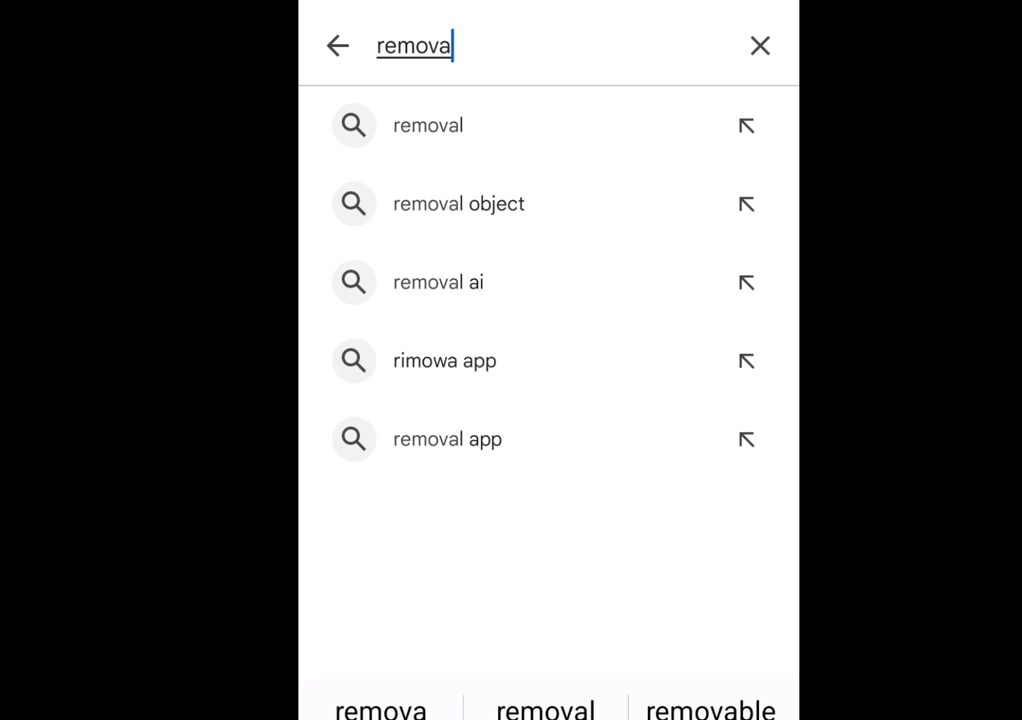 remova
removal
removal object
removal ai
rimowa app
removal app
remova removal removable